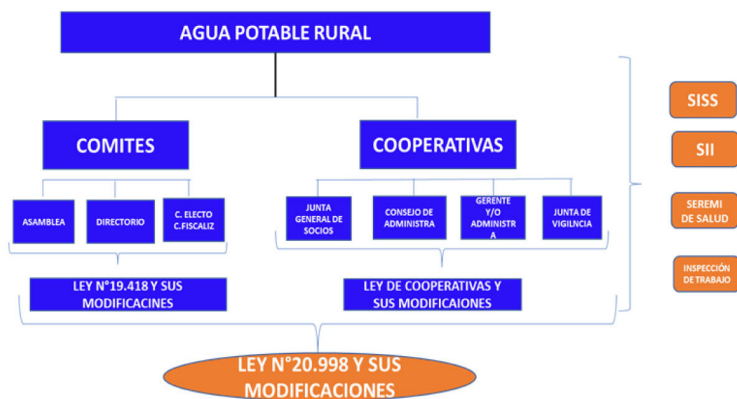 AGUA POTABLE RURAL
COMITES
COOPERATIVAS
ASAMBLEA
DIRECTORIO
C. ELECTO
C.FISCALIZ
JUNTA
GENERAL DE
SOCIOS
CONSEJO DE
ADMINISTRA
GERENTE
Y/O
ADMINISTR
A
JUNTA DE
VIGILNCIA
LEY N°19.418 Y SUS
MODIFICACINES
LEY DE COOPERATIVAS Y
SUS MODIFICAIONES
LEY N°20.998 Y SUS
MODIFICACIONES
SISS
SII
SEREMI
DE SALUD
INSPECCIÓN
DE TRABAJO